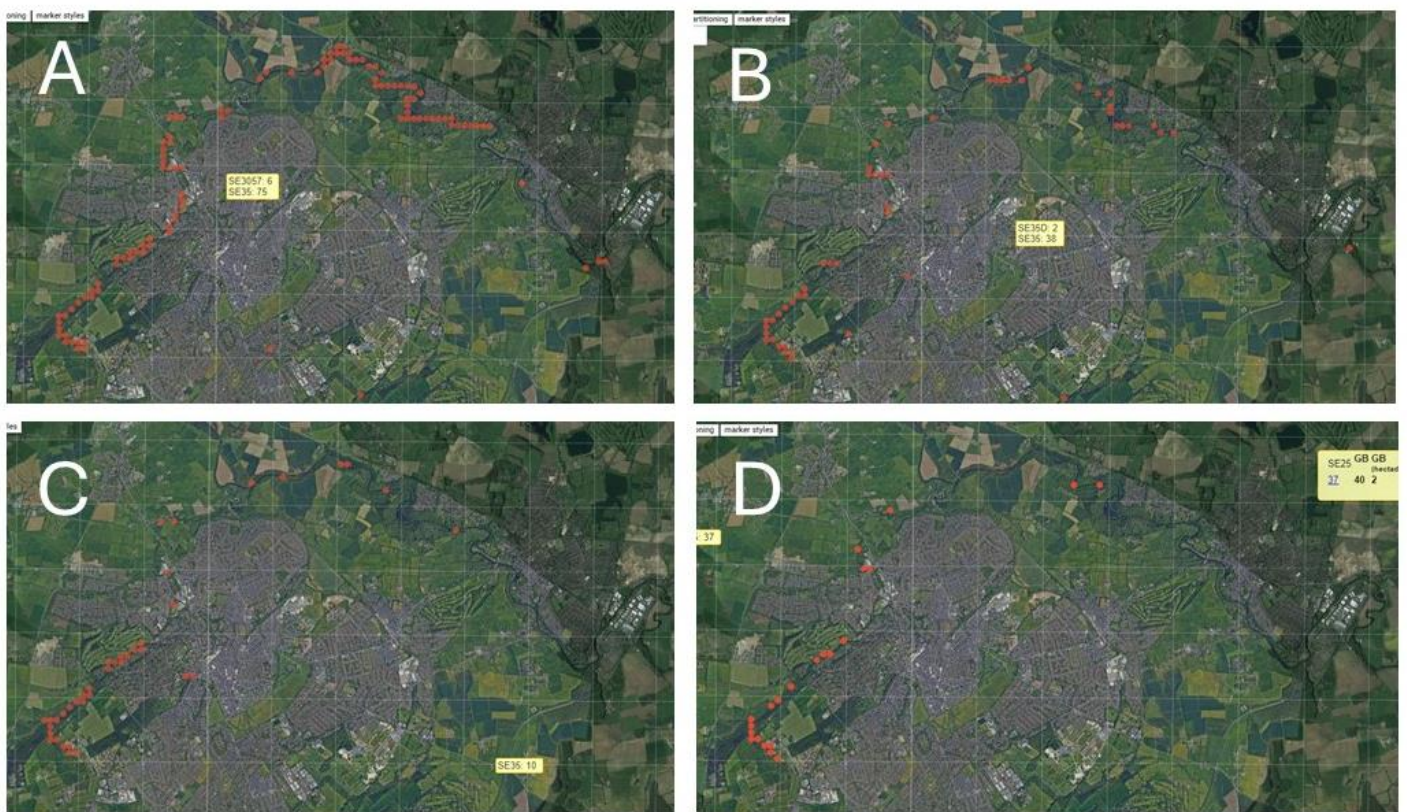 oning marker styles
A
SE3057: 6
SE35: 75
artitioning marker styles
B
SE35D: 2
SE35: 38
les
C
SE35: 10
oning marker styles
D
: 37
SE25 GB GB
(hectad
37 40 2